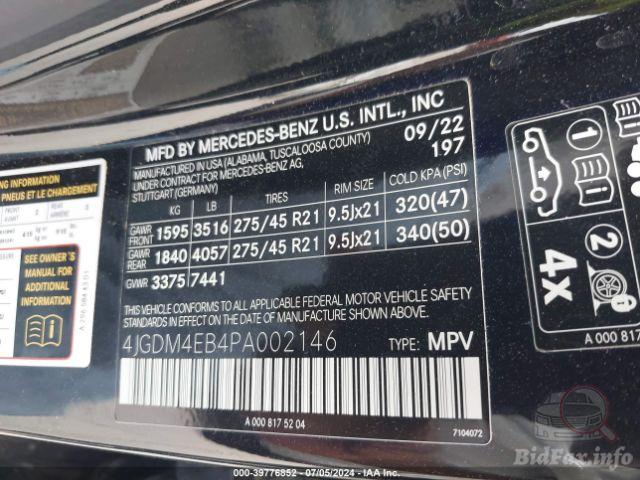 MFD BY MERCEDES-BENZ U.S. INTL., INC
MANUFACTURED IN USA (ALABAMA, TUSCALOOSA COUNTY) 09/22
UNDER CONTRACT FOR MERCEDES-BENZ AG, 197
STUTTGART (GERMANY)
KG LB TIRES RIM SIZE COLD KPA (PSI)
GAWR FRONT 1595 3516 275/45 R21 9.5Jx21 320(47)
GAWR REAR 1840 4057 275/45 R21 9.5Jx21 340(50)
GVWR 3375 7441
THIS VEHICLE CONFORMS TO ALL APPLICABLE FEDERAL MOTOR VEHICLE SAFETY
STANDARDS IN EFFECT ON THE DATE OF MANUFACTURE SHOWN ABOVE.
4JGDM4EB4PA002146 TYPE: MPV
A 000 817 52 04
7104072
ING INFORMATION
PNEUS ET LE CHARGEMENT
SEE OWNER'S
MANUAL FOR
ADDITIONAL
INFORMATION
1
2
4x
A 000 81
(000-39776852 - 07/05/2024 - IAA Inc.
BidFax.info